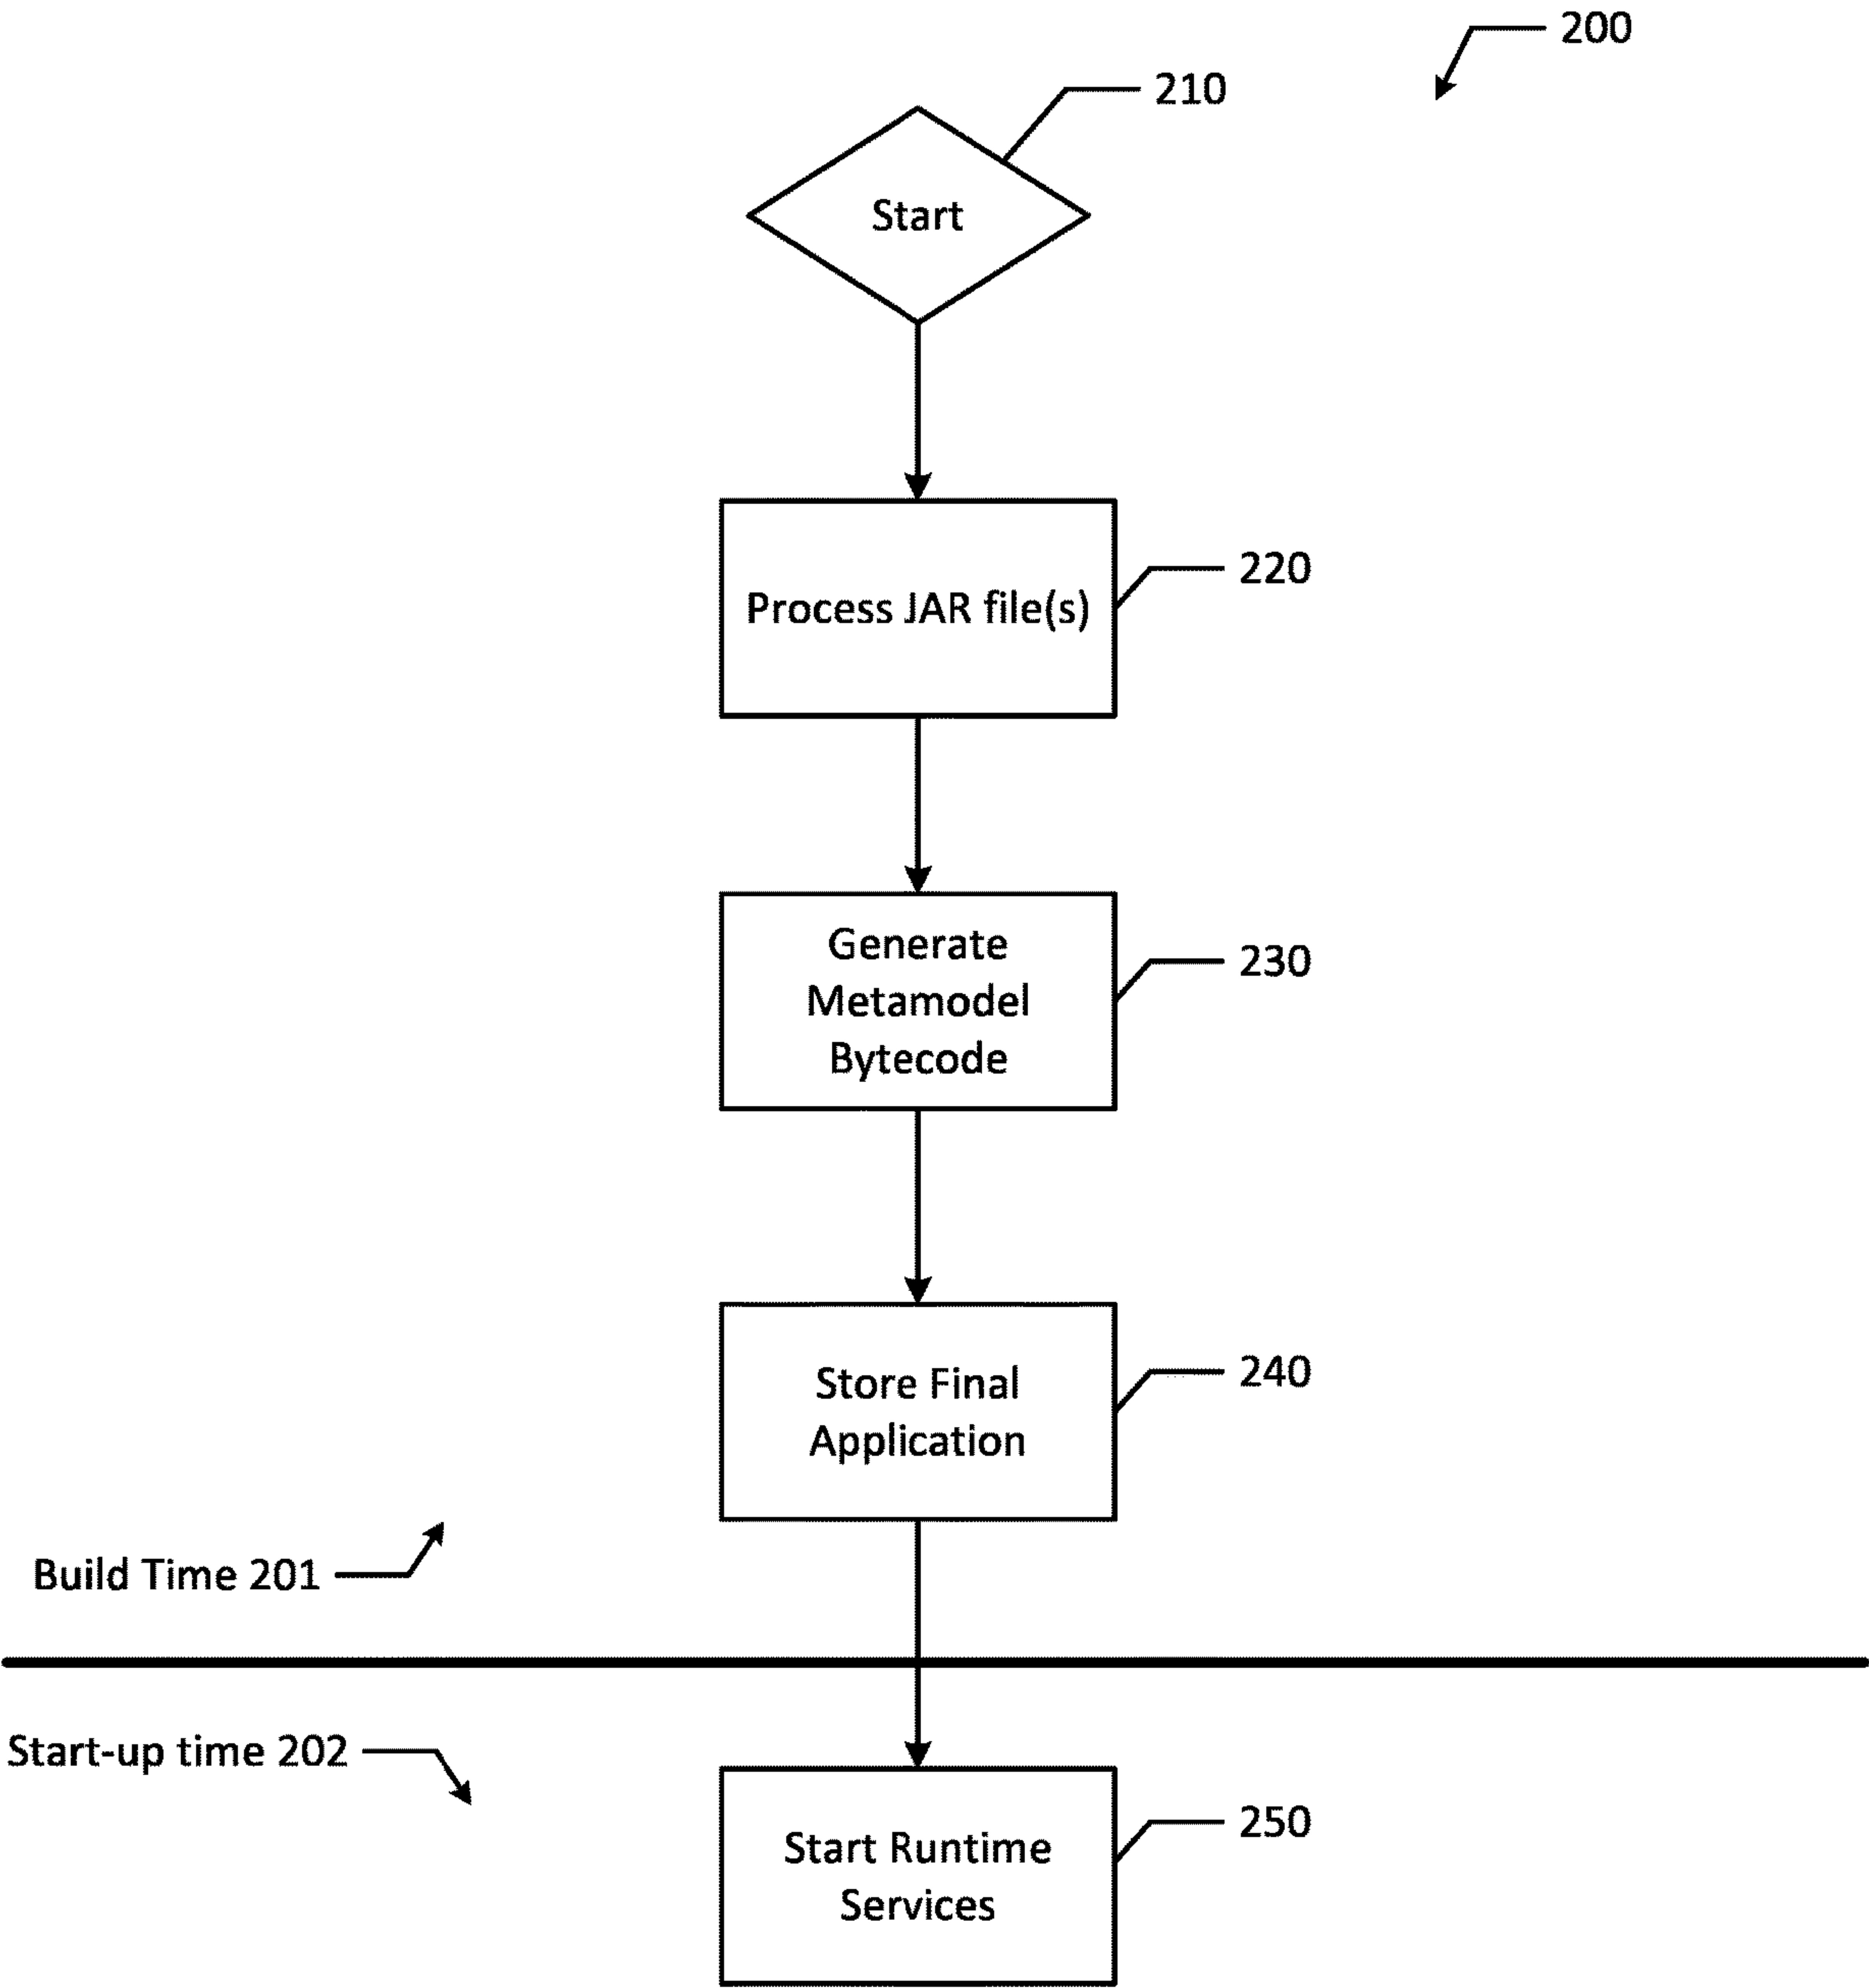 200
210
Start
220
Process JAR file(s)
230
Generate
Metamodel
Bytecode
240
Store Final
Application
Build Time 201
Start-up time 202
250
Start Runtime
Services